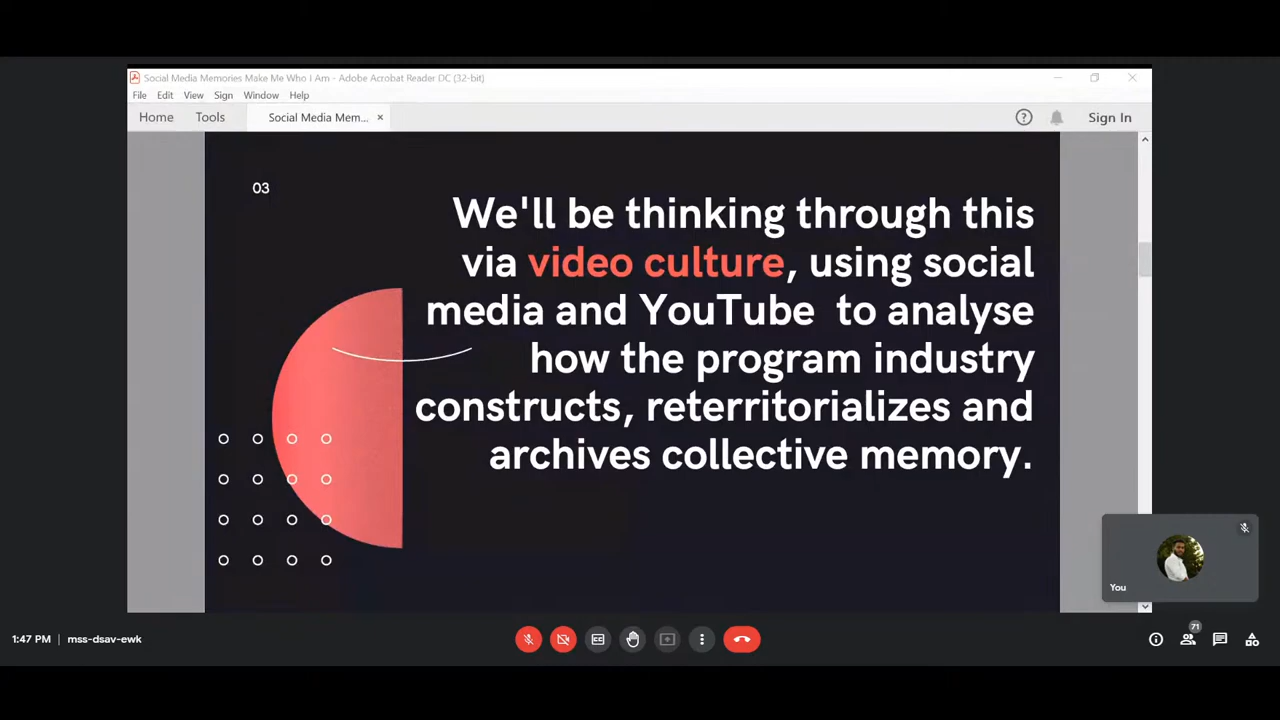 Social Media Memories Make Me Who I Am - Adobe Acrobat Reader DC (32-bit)
File Edit View Sign Window Help
Home Tools Social Media Mem... × Sign In
03
We'll be thinking through this
via video culture, using social
media and YouTube to analyse
how the program industry
constructs, reterritorializes and
archives collective memory.
You
1:47 PM | mss-dsav-ewk
71